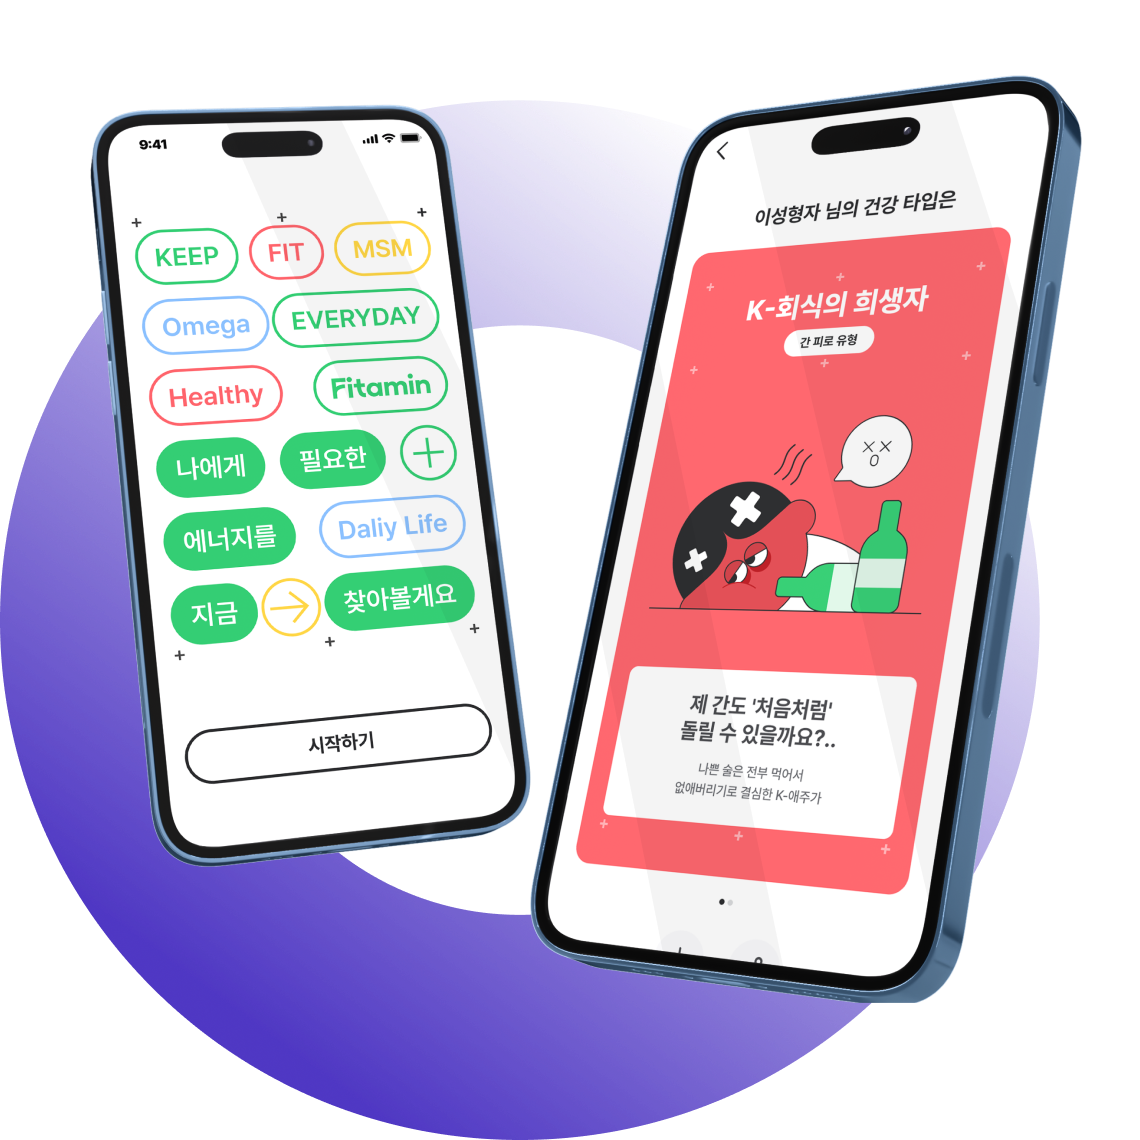 9:41
KEEP FIT MSM
Omega EVERYDAY
Healthy Fitamin
나에게 필요한
에너지를 Daliy Life
지금 찾아볼게요
시작하기
이성형자 님의 건강 타입은
K-회식의 희생자
간 피로 유형
제 간도 '처음처럼'
돌릴 수 있을까요?..
나쁜 술은 전부 먹어서
없애버리기로 결심한 K-애주가